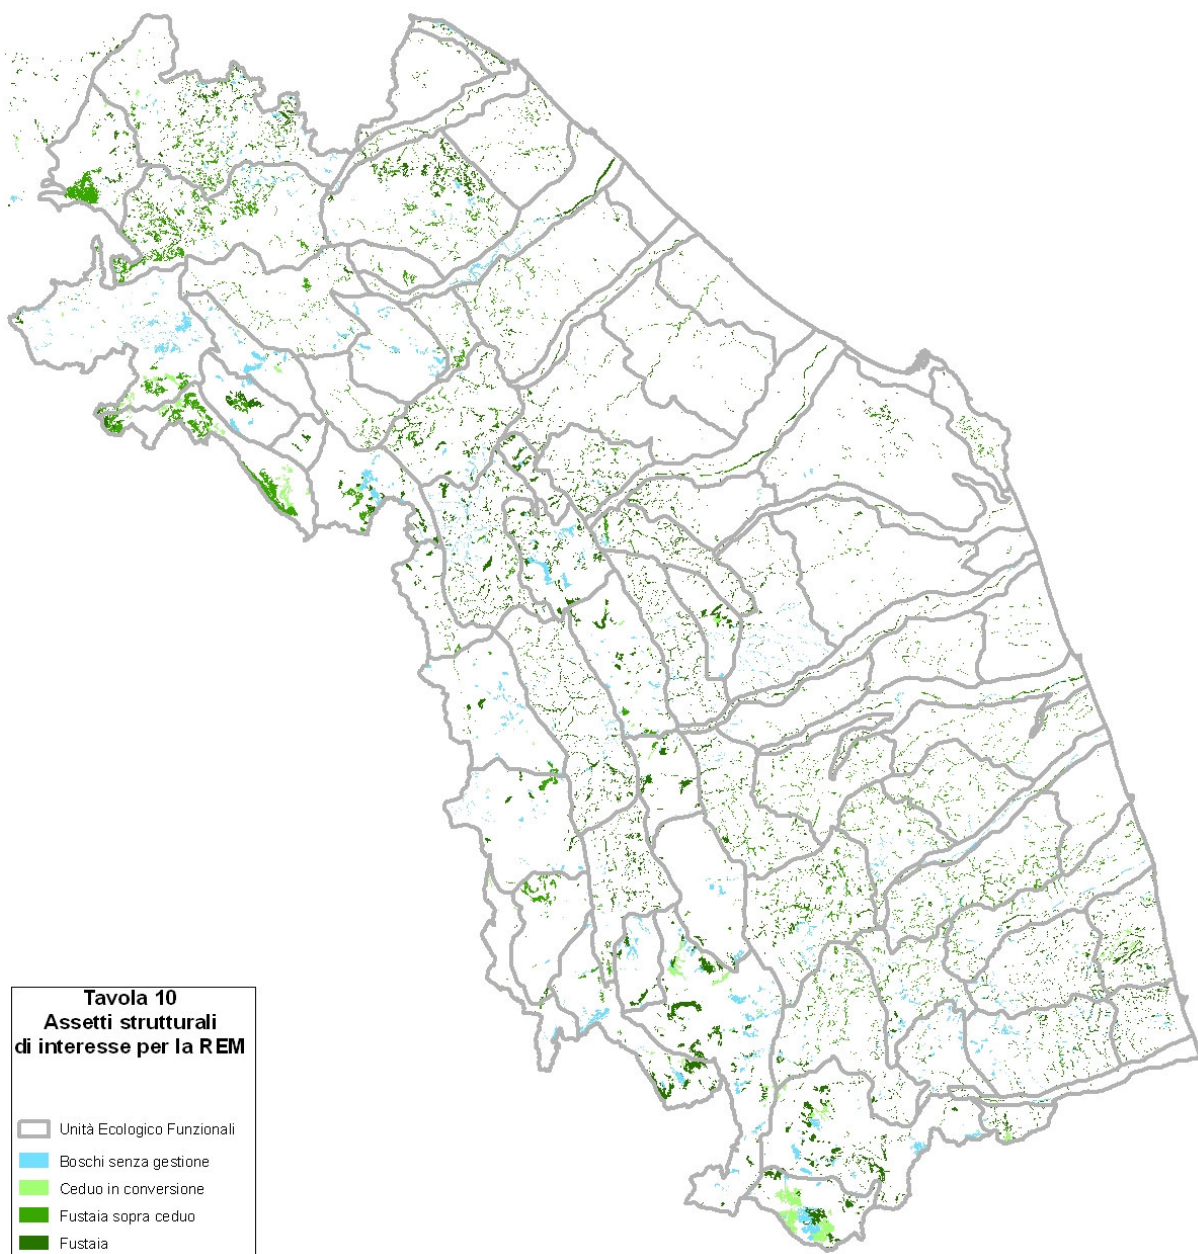 Tavola 10
Assetti strutturali
di interesse per la REM
Unità Ecologico Funzionali
Boschi senza gestione
Ceduo in conversione
Fustaia sopra ceduo
Fustaia